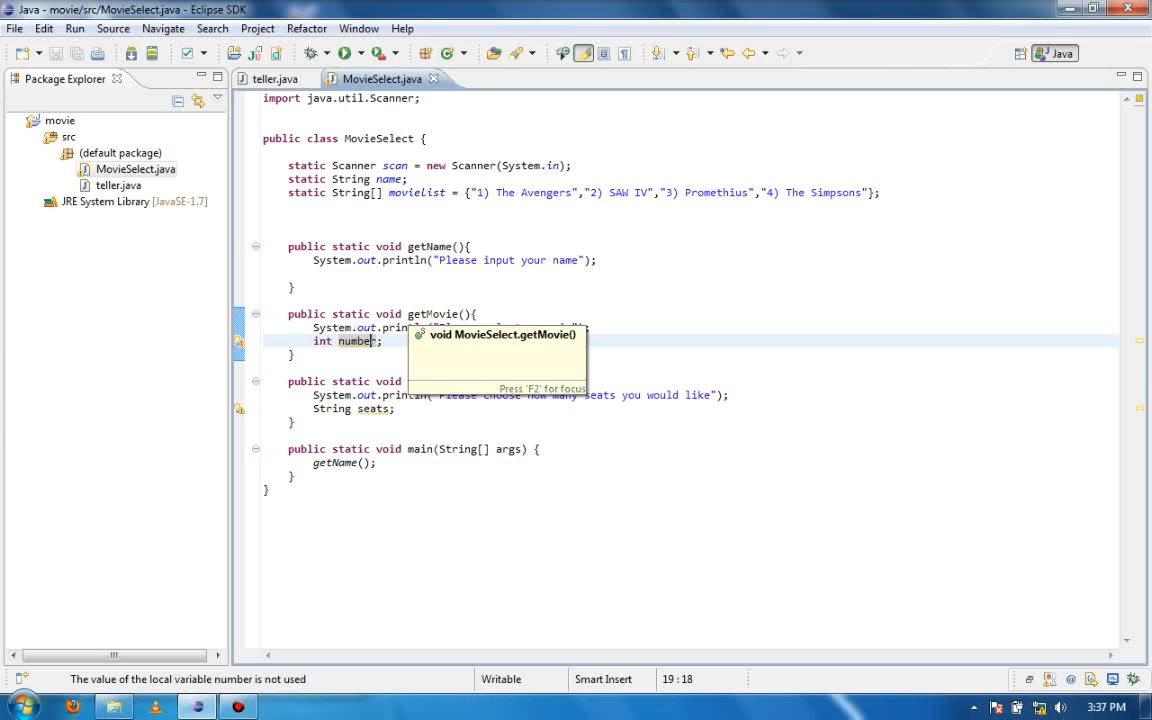 Java - movie/src/MovieSelect.java - Eclipse SDK
File Edit Run Source Navigate Search Project Refactor Window Help
Java
Package Explorer
teller.java
MovieSelect.java
movie
src
(default package)
MovieSelect.java
teller.java
JRE System Library [JavaSE-1.7]
import java.util.Scanner;
public class MovieSelect {
static Scanner scan = new Scanner(System.in);
static String name;
static String[] movielist = {"1) The Avengers","2) SAW IV","3) Promethius","4) The Simpsons"};
public static void getName(){
System.out.println("Please input your name");
}
public static void getMovie(){
System.out.println
int number;
}
void MovieSelect.getMovie()
Press 'F2' for focus
public static void
System.out.println("Please choose how many seats you would like");
String seats;
}
public static void main(String[] args) {
getName();
}
}
The value of the local variable number is not used
Writable
Smart Insert
19 : 18
3:37 PM